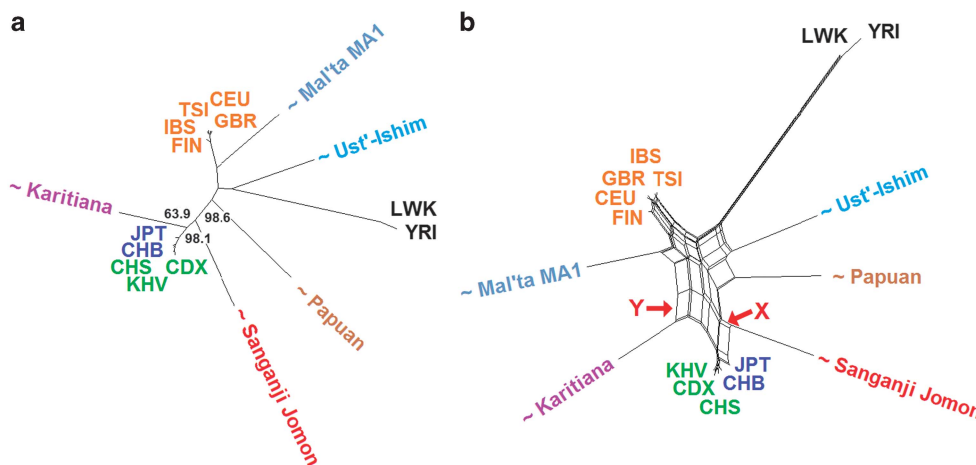 a
~ Mal'ta MA1
CEU
TSI
GBR
IBS
FIN
~ Ust'-Ishim
~ Karitiana
63.9
98.6
LWK
YRI
JPT
98.1
CHB
CHS
CDX
KHV
~ Papuan
~ Sanganji Jomon
b
LWK
YRI
IBS
GBR
TSI
CEU
FIN
~ Ust'-Ishim
~ Mal'ta MA1
~ Papuan
Y
X
~ Karitiana
KHV
JPT
CDX
CHB
CHS
~ Sanganji Jomon